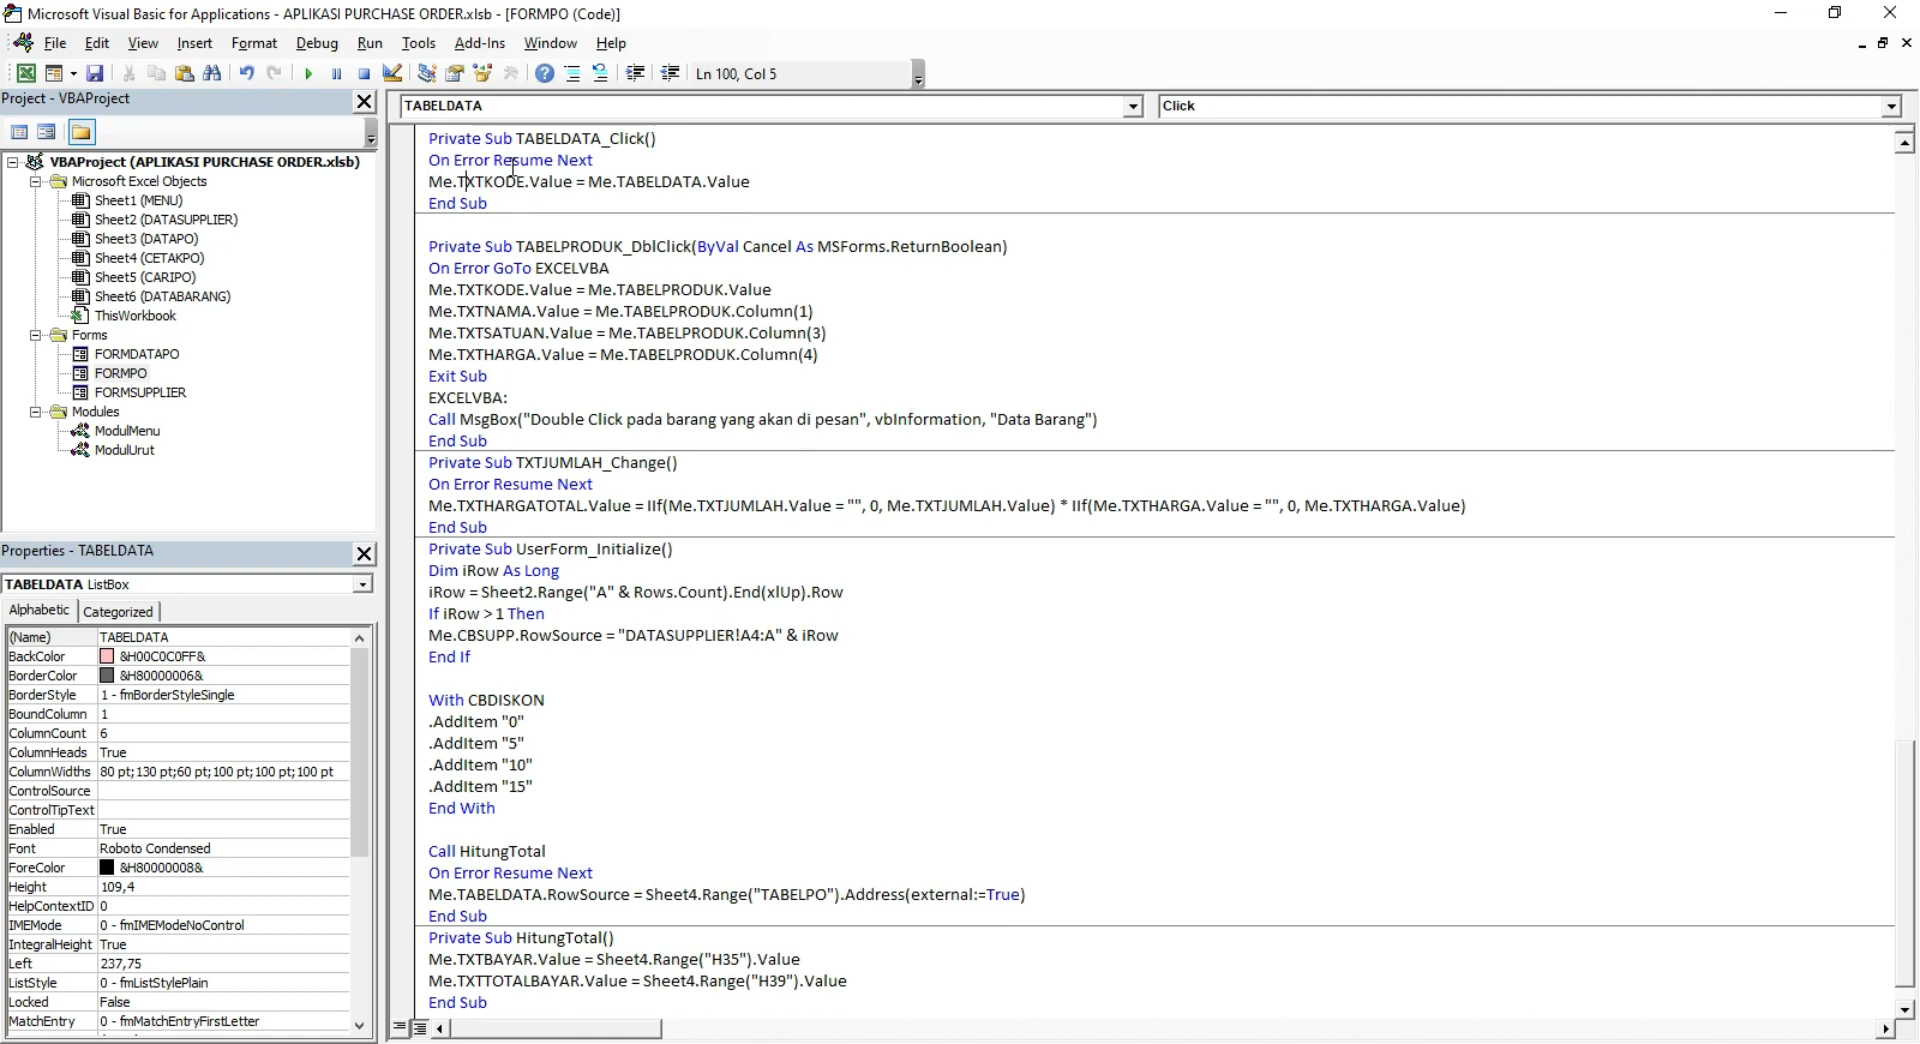 Microsoft Visual Basic for Applications - APLIKASI PURCHASE ORDER.xlsb - [FORMPO (Code)]
File Edit View Insert Format Debug Run Tools Add-Ins Window Help
Ln 100, Col 5
Project - VBAProject
VBAProject (APLIKASI PURCHASE ORDER.xlsb)
Microsoft Excel Objects
Sheet1 (MENU)
Sheet2 (DATASUPPLIER)
Sheet3 (DATAPO)
Sheet4 (CETAKPO)
Sheet5 (CARIPO)
Sheet6 (DATABARANG)
ThisWorkbook
Forms
FORMDATAPO
FORMPO
FORMSUPPLIER
Modules
ModulMenu
ModulUrut
Properties - TABELDATA
TABELDATA ListBox
Alphabetic Categorized
(Name) TABELDATA
BackColor &H00C0C0FF&
BorderColor &H80000006&
BorderStyle 1 - fmBorderStyleSingle
BoundColumn 1
ColumnCount 6
ColumnHeads True
ColumnWidths 80 pt;130 pt;60 pt;100 pt;100 pt;100 pt
ControlSource
ControlTipText
Enabled True
Font Roboto Condensed
ForeColor &H80000008&
Height 109,4
HelpContextID 0
IMEMode 0 - fmIMEModeNoControl
IntegralHeight True
Left 237,75
ListStyle 0 - fmListStylePlain
Locked False
MatchEntry 0 - fmMatchEntryFirstLetter
TABELDATA Click
Private Sub TABELDATA_Click()
On Error Resume Next
Me.TXTKODE.Value = Me.TABELDATA.Value
End Sub
Private Sub TABELPRODUK_DblClick(ByVal Cancel As MSForms.ReturnBoolean)
On Error GoTo EXCELVBA
Me.TXTKODE.Value = Me.TABELPRODUK.Value
Me.TXTNAMA.Value = Me.TABELPRODUK.Column(1)
Me.TXTSATUAN.Value = Me.TABELPRODUK.Column(3)
Me.TXTHARGA.Value = Me.TABELPRODUK.Column(4)
Exit Sub
EXCELVBA:
Call MsgBox("Double Click pada barang yang akan di pesan", vbInformation, "Data Barang")
End Sub
Private Sub TXTJUMLAH_Change()
On Error Resume Next
Me.TXTHARGATOTAL.Value = IIf(Me.TXTJUMLAH.Value = "", 0, Me.TXTJUMLAH.Value) * IIf(Me.TXTHARGA.Value = "", 0, Me.TXTHARGA.Value)
End Sub
Private Sub UserForm_Initialize()
Dim iRow As Long
iRow = Sheet2.Range("A" & Rows.Count).End(xlUp).Row
If iRow > 1 Then
Me.CBSUPP.RowSource = "DATASUPPLIER!A4:A" & iRow
End If
With CBDISKON
.AddItem "0"
.AddItem "5"
.AddItem "10"
.AddItem "15"
End With
Call HitungTotal
On Error Resume Next
Me.TABELDATA.RowSource = Sheet4.Range("TABELPO").Address(external:=True)
End Sub
Private Sub HitungTotal()
Me.TXTBAYAR.Value = Sheet4.Range("H35").Value
Me.TXTTOTALBAYAR.Value = Sheet4.Range("H39").Value
End Sub